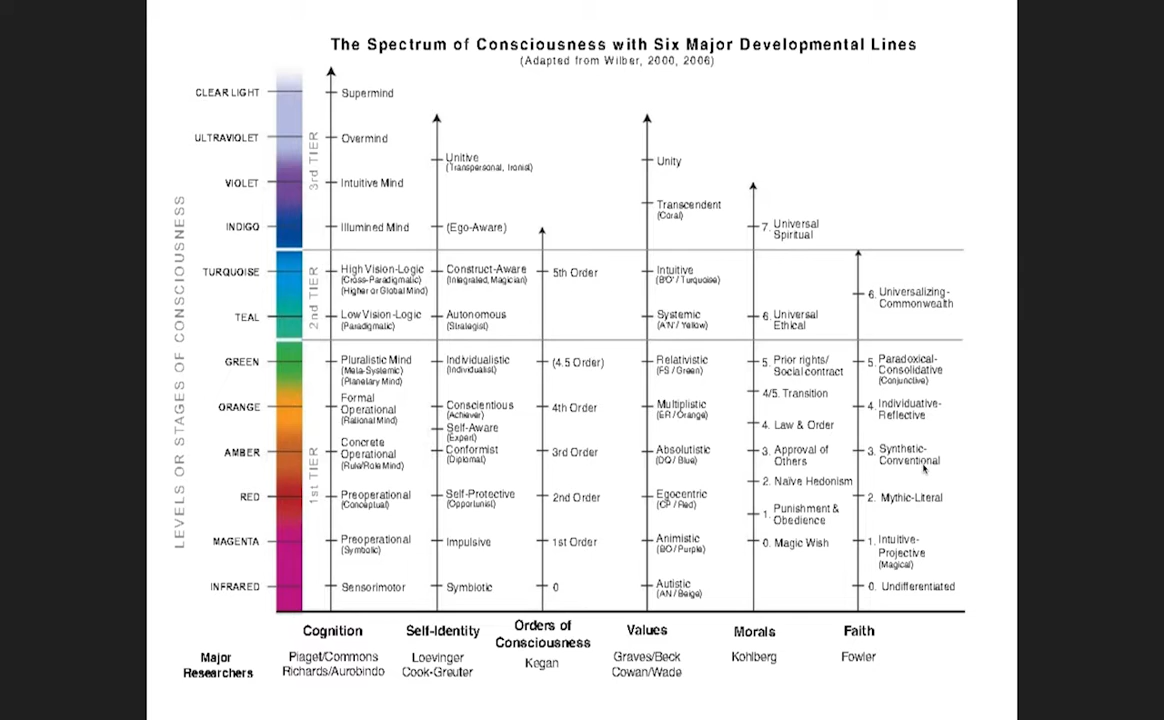 The Spectrum of Consciousness with Six Major Developmental Lines
(Adapted from Wilber, 2000, 2006)
LEVELS OR STAGES OF CONSCIOUSNESS
CLEAR LIGHT
ULTRAVIOLET
VIOLET
INDIGO
TURQUOISE
TEAL
GREEN
ORANGE
AMBER
RED
MAGENTA
INFRARED
3rd TIER
2nd TIER
1st TIER
Supermind
Overmind
Intuitive Mind
Illumined Mind
High Vision-Logic
(Cross-Paradigmatic)
(Higher or Global Mind)
Low Vision-Logic
(Paradigmatic)
Pluralistic Mind
(Meta-Systemic)
(Planetary Mind)
Formal
Operational
(Rational Mind)
Concrete
Operational
(Rule/Role Mind)
Preoperational
(Conceptual)
Preoperational
(Symbolic)
Sensorimotor
Unitive
(Transpersonal, Ironist)
(Ego-Aware)
Construct-Aware
(Integrated, Magician)
Autonomous
(Strategist)
Individualistic
(Individualist)
Conscientious
(Achiever)
Self-Aware
(Expert)
Conformist
(Diplomat)
Self-Protective
(Opportunist)
Impulsive
Symbiotic
5th Order
(4.5 Order)
4th Order
3rd Order
2nd Order
1st Order
0
Unity
Transcendent
(Coral)
Intuitive
(B'O' / Turquoise)
Systemic
(A'N' / Yellow)
Relativistic
(FS / Green)
Multiplistic
(ER / Orange)
Absolutistic
(DQ / Blue)
Egocentric
(CP / Red)
Animistic
(BO / Purple)
Autistic
(AN / Beige)
7. Universal
Spiritual
6. Universal
Ethical
5. Prior rights/
Social contract
4/5. Transition
4. Law & Order
3. Approval of
Others
2. Naive Hedonism
1. Punishment &
Obedience
0. Magic Wish
6. Universalizing-
Commonwealth
5. Paradoxical-
Consolidative
(Conjunctive)
4. Individuative-
Reflective
3. Synthetic-
Conventional
2. Mythic-Literal
1. Intuitive-
Projective
(Magical)
0. Undifferentiated
Cognition
Self-Identity
Orders of
Consciousness
Values
Morals
Faith
Major
Researchers
Piaget/Commons
Richards/Aurobindo
Loevinger
Cook-Greuter
Kegan
Graves/Beck
Cowan/Wade
Kohlberg
Fowler